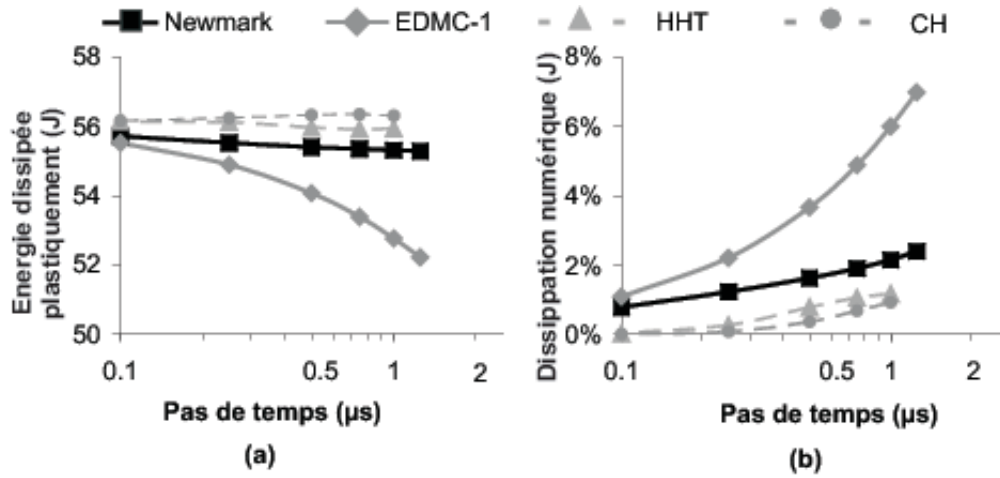 Newmark EDMC-1 HHT CH
58
56
54
52
50
Energie dissipée
plastiquement (J)
0.1 0.5 1 2
Pas de temps (µs)
(a)
8%
6%
4%
2%
0%
Dissippation numérique (J)
0.1 0.5 1 2
Pas de temps (µs)
(b)